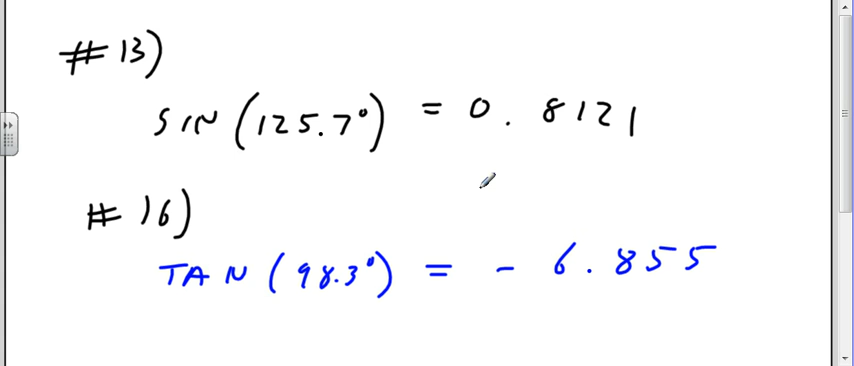 # 13)
SIN (125.7°) = 0.8121
# 16)
TAN (98.3°) = - 6.855